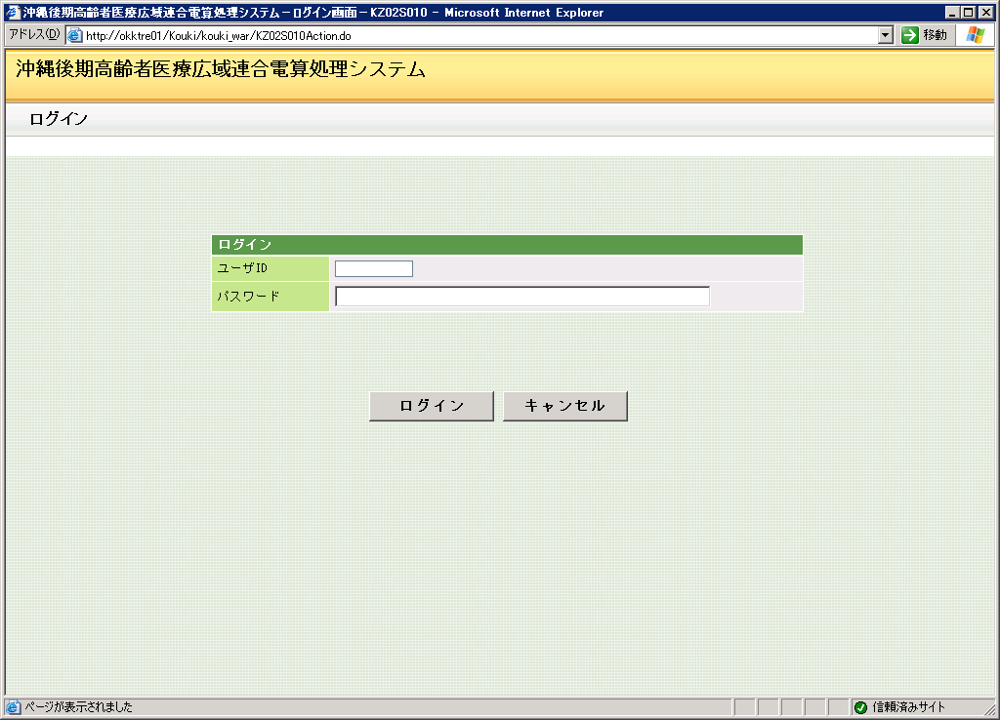 沖縄後期高齢者医療広域連合電算処理システム－ログイン画面－KZ02S010 - Microsoft Internet Explorer
アドレス(D) http://okktre01/Kouki/kouki_war/KZ02S010Action.do 移動
沖縄後期高齢者医療広域連合電算処理システム
ログイン
ログイン
ユーザID
パスワード
ログイン キャンセル
ページが表示されました 信頼済みサイト